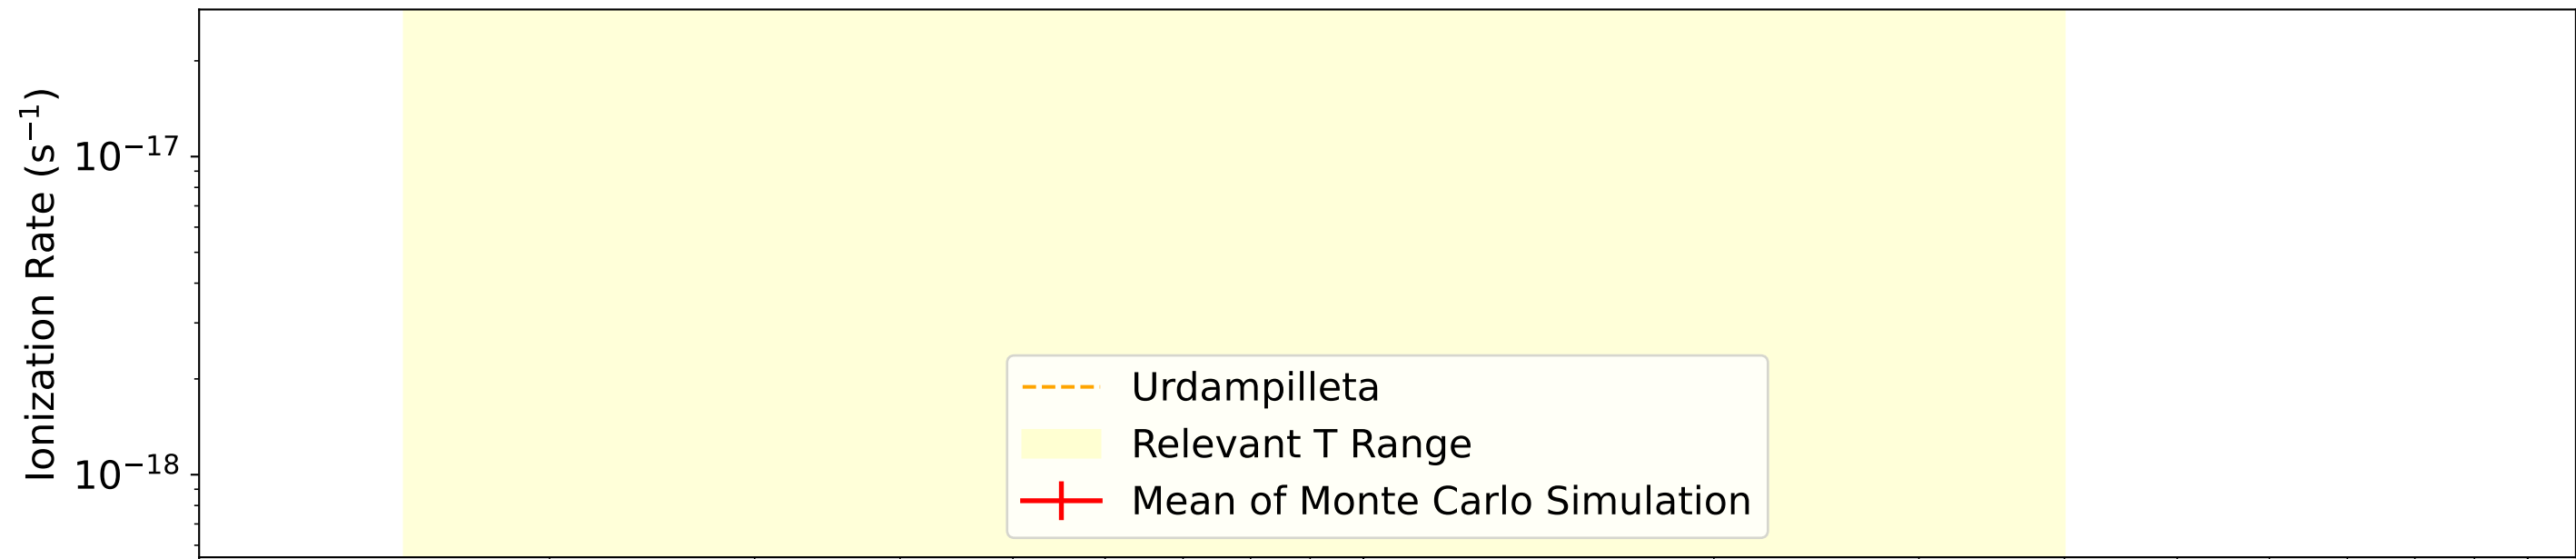 Ionization Rate (s⁻¹)
10⁻¹⁷
10⁻¹⁸
Urdampilleta
Relevant T Range
Mean of Monte Carlo Simulation